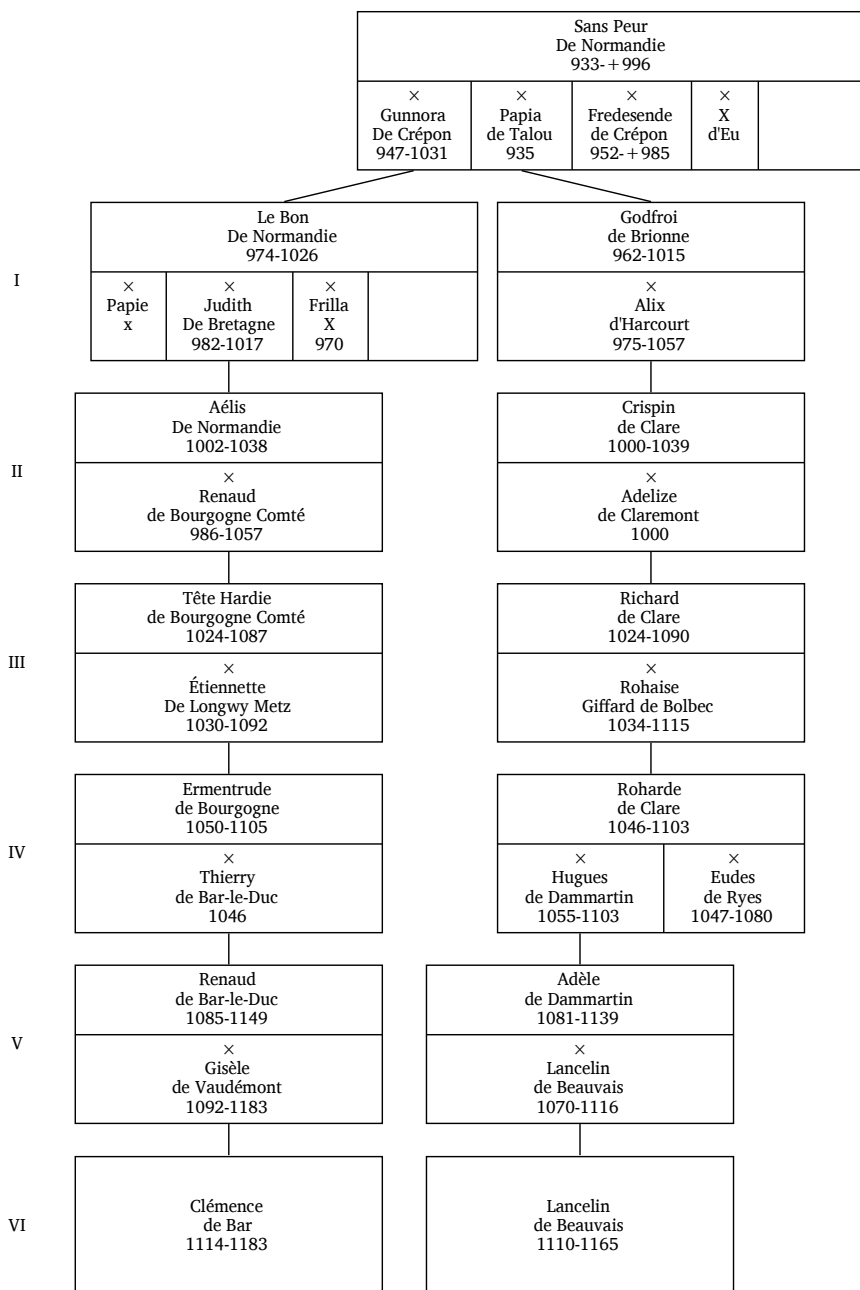 Sans Peur
De Normandie
933-+996
×
Gunnora
De Crépon
947-1031
×
Papia
de Talou
935
×
Fredesende
de Crépon
952-+985
×
X
d'Eu
I
Le Bon
De Normandie
974-1026
×
Papie
x
×
Judith
De Bretagne
982-1017
×
Frilla
X
970
Godfroi
de Brionne
962-1015
×
Alix
d'Harcourt
975-1057
II
Aélis
De Normandie
1002-1038
×
Renaud
de Bourgogne Comté
986-1057
Crispin
de Clare
1000-1039
×
Adelize
de Claremont
1000
III
Tête Hardie
de Bourgogne Comté
1024-1087
×
Étiennette
De Longwy Metz
1030-1092
Richard
de Clare
1024-1090
×
Rohaise
Giffard de Bolbec
1034-1115
IV
Ermentrude
de Bourgogne
1050-1105
×
Thierry
de Bar-le-Duc
1046
Roharde
de Clare
1046-1103
×
Hugues
de Dammartin
1055-1103
×
Eudes
de Ryes
1047-1080
V
Renaud
de Bar-le-Duc
1085-1149
×
Gisèle
de Vaudémont
1092-1183
Adèle
de Dammartin
1081-1139
×
Lancelin
de Beauvais
1070-1116
VI
Clémence
de Bar
1114-1183
Lancelin
de Beauvais
1110-1165